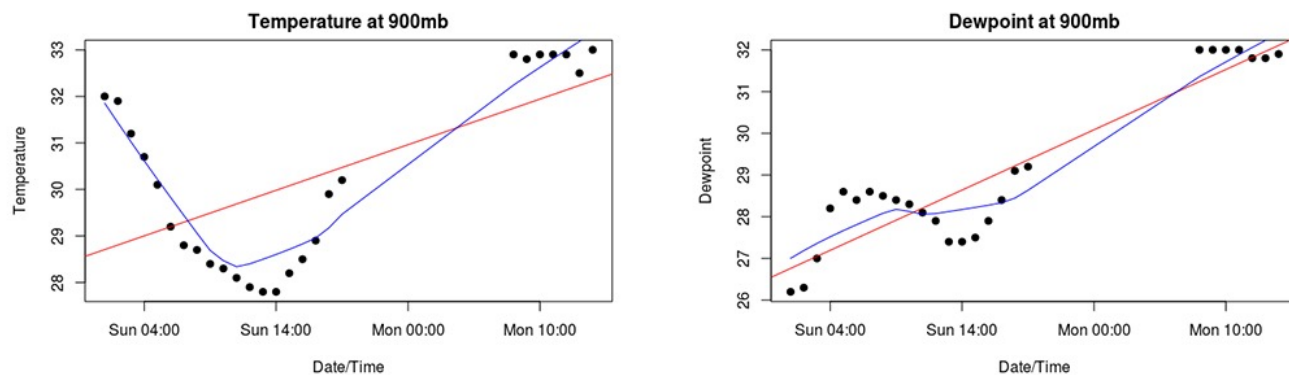 Temperature at 900mb
Temperature
33
32
31
30
29
28
Sun 04:00 Sun 14:00 Mon 00:00 Mon 10:00
Date/Time
Dewpoint at 900mb
Dewpoint
32
31
30
29
28
27
26
Sun 04:00 Sun 14:00 Mon 00:00 Mon 10:00
Date/Time